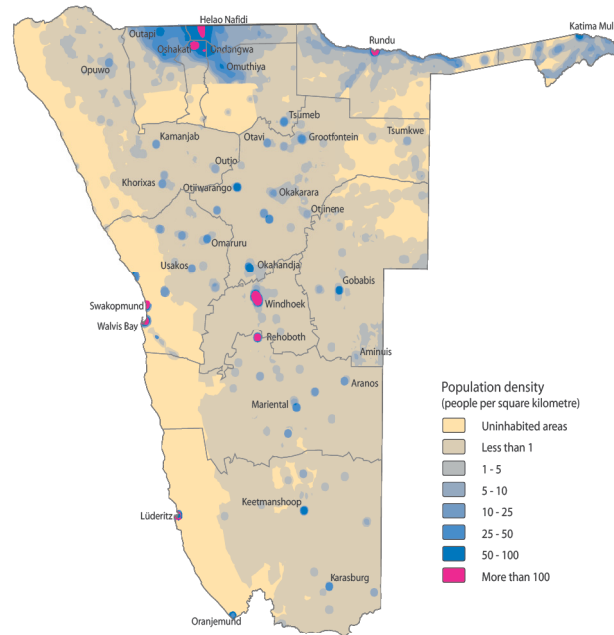 Helao Nafidi
Outapi
Oshakati
Ondangwa
Omuthiya
Opuwo
Rundu
Katima Mul
Tsumeb
Kamanjab
Otavi
Grootfontein
Tsumkwe
Outjo
Khorixas
Otjiwarongo
Okakarara
Otjinene
Omaruru
Usakos
Okahandja
Gobabis
Swakopmund
Windhoek
Walvis Bay
Rehoboth
Aminuis
Aranos
Mariental
Keetmanshoop
Lüderitz
Karasburg
Oranjemund
Population density
(people per square kilometre)
Uninhabited areas
Less than 1
1 - 5
5 - 10
10 - 25
25 - 50
50 - 100
More than 100